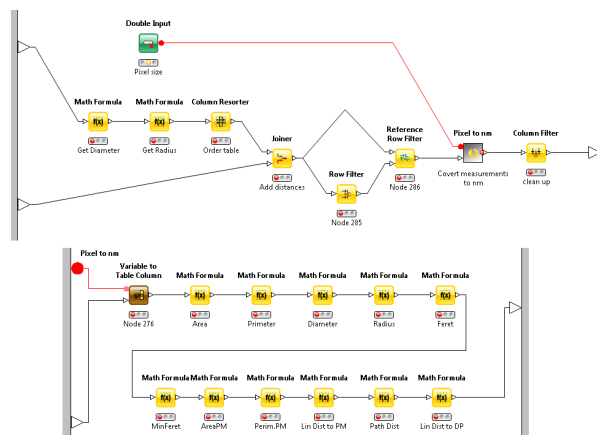 Double Input
Pixel size
Math Formula
Math Formula
Column Resorter
Get Diameter
Get Radius
Order table
Joiner
Add distances
Row Filter
Node 285
Reference
Row Filter
Node 286
Pixel to nm
Covert measurements
to nm
Column Filter
clean up
Pixel to nm
Variable to
Table Column
Node 276
Math Formula
Math Formula
Math Formula
Math Formula
Math Formula
Area
Primeter
Diameter
Radius
Feret
Math Formula
Math Formula
Math Formula
Math Formula
Math Formula
Math Formula
MinFeret
AreaPM
Perim.PM
Lin Dist to PM
Path Dist
Lin Dist to DP